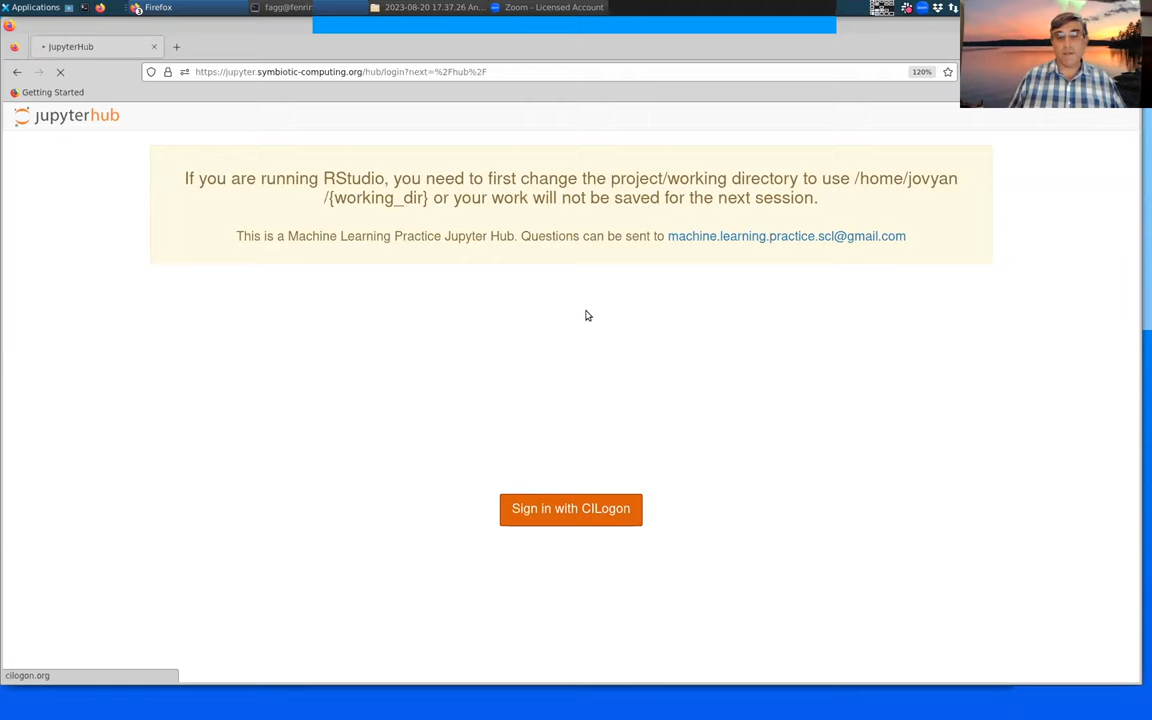 Applications Firefox fagg@fenrir 2023-08-20 17.37.26 An... Zoom - Licensed Account
JupyterHub
https://jupyter.symbiotic-computing.org/hub/login?next=%2Fhub%2F 120%
Getting Started
jupyterhub
If you are running RStudio, you need to first change the project/working directory to use /home/jovyan
/{working_dir} or your work will not be saved for the next session.
This is a Machine Learning Practice Jupyter Hub. Questions can be sent to machine.learning.practice.scl@gmail.com
Sign in with CILogon
cilogon.org